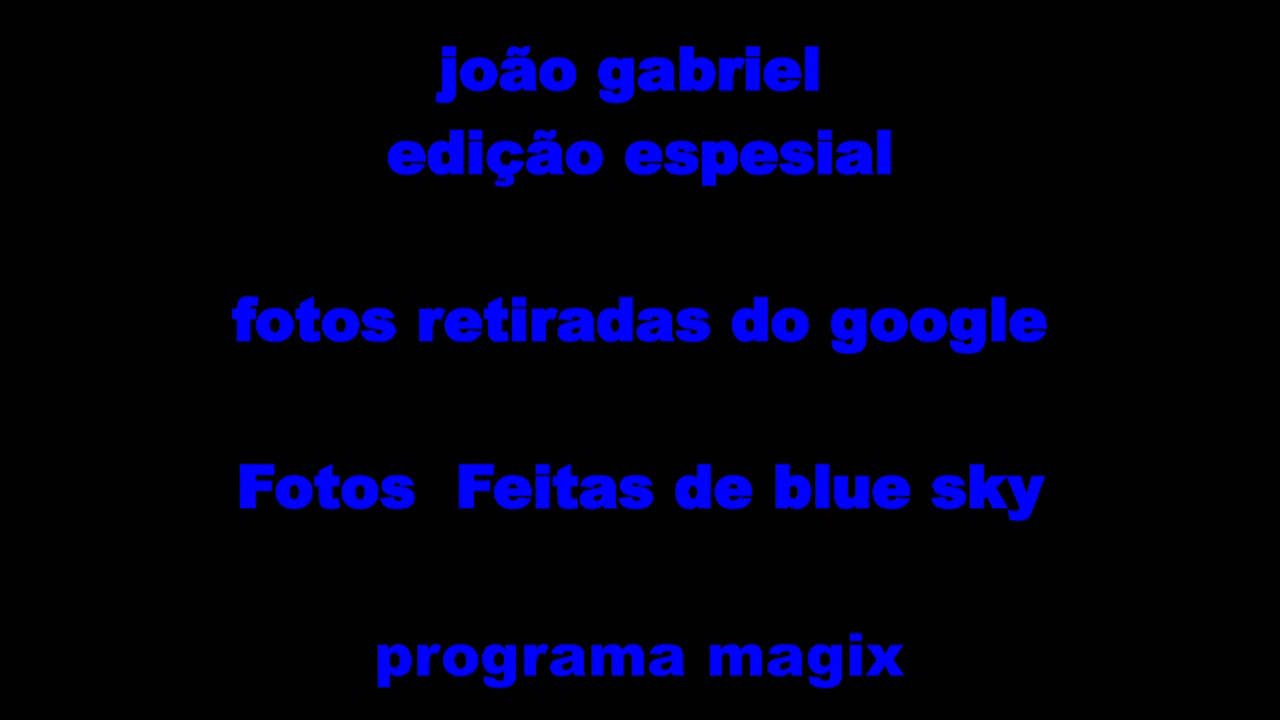 joão gabriel
edição espesial
fotos retiradas do google
Fotos  Feitas de blue sky
programa magix